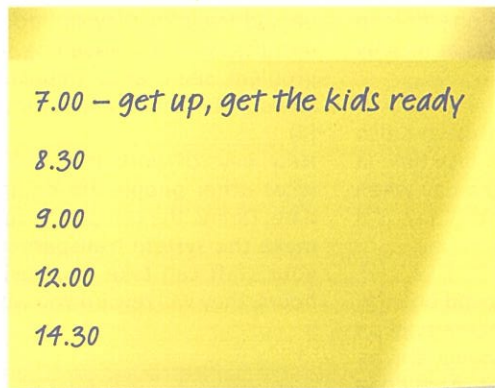 7.00 – get up, get the kids ready
8.30
9.00
12.00
14.30